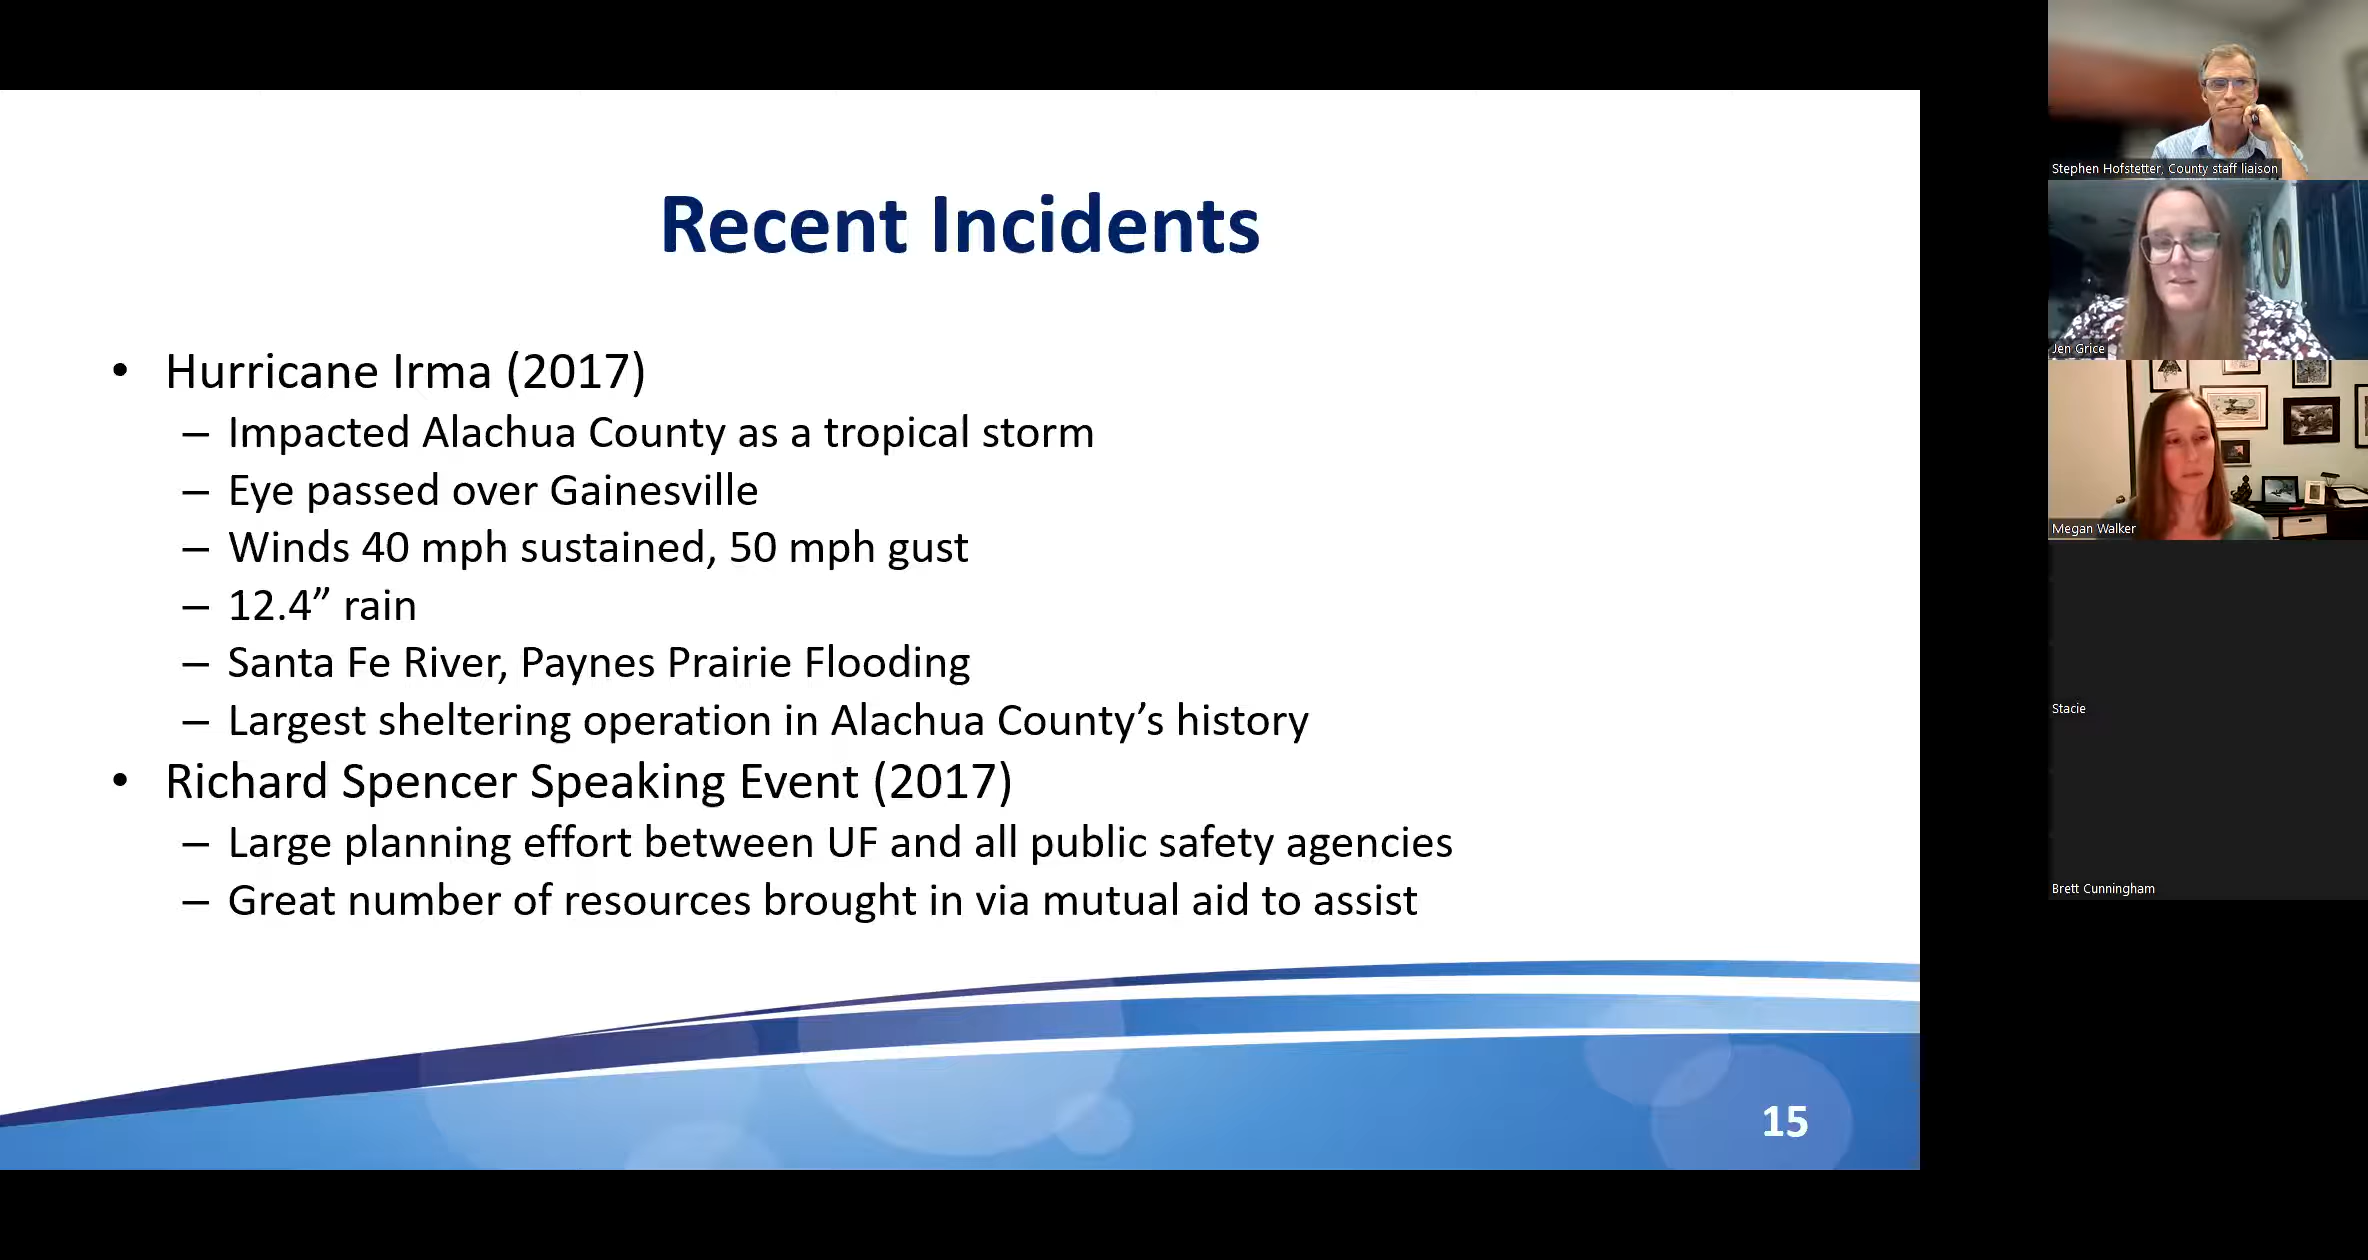 Recent Incidents
• Hurricane Irma (2017)
– Impacted Alachua County as a tropical storm
– Eye passed over Gainesville
– Winds 40 mph sustained, 50 mph gust
– 12.4” rain
– Santa Fe River, Paynes Prairie Flooding
– Largest sheltering operation in Alachua County’s history
• Richard Spencer Speaking Event (2017)
– Large planning effort between UF and all public safety agencies
– Great number of resources brought in via mutual aid to assist
15
Stephen Hofstetter, County staff liaison
Jen Grice
Megan Walker
Stacie
Brett Cunningham